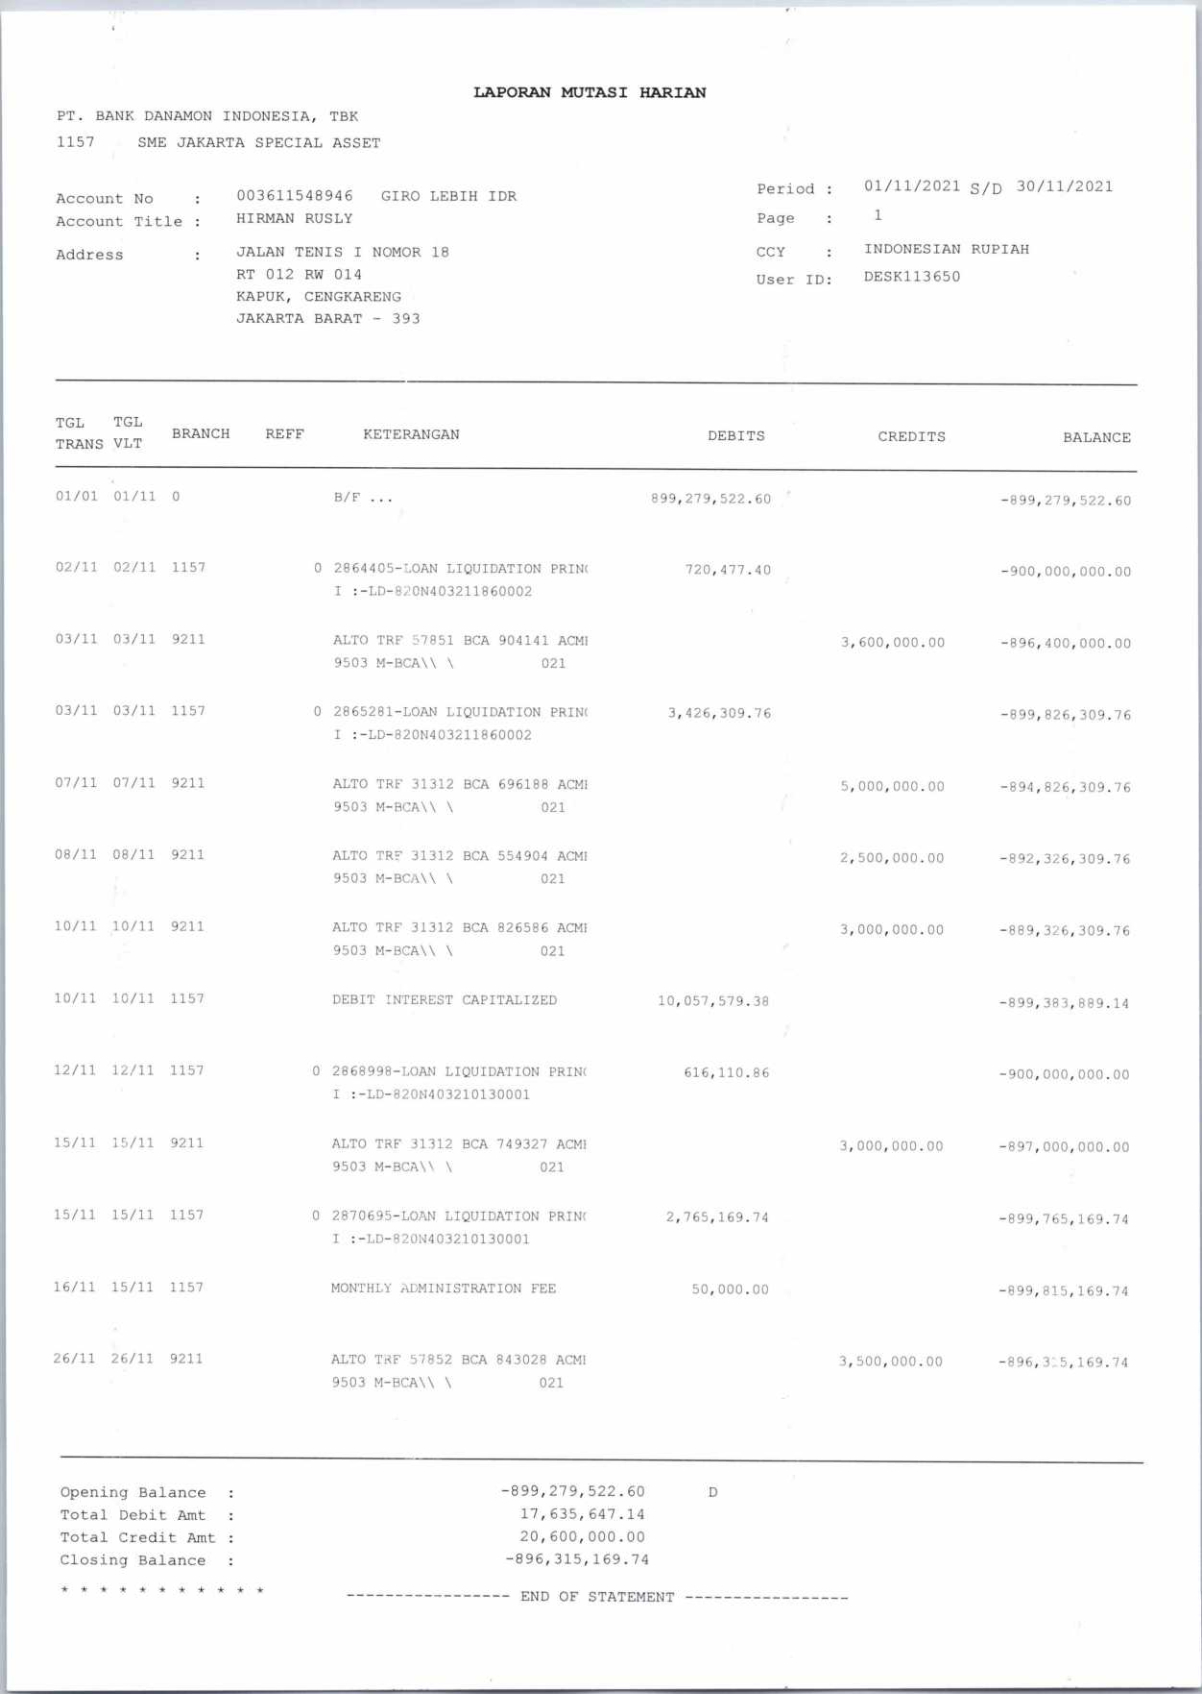 LAPORAN MUTASI HARIAN
PT. BANK DANAMON INDONESIA, TBK
1157 SME JAKARTA SPECIAL ASSET
Account No : 003611548946 GIRO LEBIH IDR
Account Title : HIRMAN RUSLY
Address : JALAN TENIS I NOMOR 18
RT 012 RW 014
KAPUK, CENGKARENG
JAKARTA BARAT - 393
Period : 01/11/2021 S/D 30/11/2021
Page : 1
CCY : INDONESIAN RUPIAH
User ID: DESK113650
TGL TRANS TGL VLT BRANCH REFF KETERANGAN DEBITS CREDITS BALANCE
01/01 01/11 0 B/F ... 899,279,522.60 -899,279,522.60
02/11 02/11 1157 0 2864405-LOAN LIQUIDATION PRINC 720,477.40 -900,000,000.00
I :-LD-820N403211860002
03/11 03/11 9211 ALTO TRF 57851 BCA 904141 ACM 3,600,000.00 -896,400,000.00
9503 M-BCA\\ \ 021
03/11 03/11 1157 0 2865281-LOAN LIQUIDATION PRINC 3,426,309.76 -899,826,309.76
I :-LD-820N403211860002
07/11 07/11 9211 ALTO TRF 31312 BCA 696188 ACM 5,000,000.00 -894,826,309.76
9503 M-BCA\\ \ 021
08/11 08/11 9211 ALTO TRF 31312 BCA 554904 ACM 2,500,000.00 -892,326,309.76
9503 M-BCA\\ \ 021
10/11 10/11 9211 ALTO TRF 31312 BCA 826586 ACM 3,000,000.00 -889,326,309.76
9503 M-BCA\\ \ 021
10/11 10/11 1157 DEBIT INTEREST CAPITALIZED 10,057,579.38 -899,383,889.14
12/11 12/11 1157 0 2868998-LOAN LIQUIDATION PRINC 616,110.86 -900,000,000.00
I :-LD-820N403210130001
15/11 15/11 9211 ALTO TRF 31312 BCA 749327 ACM 3,000,000.00 -897,000,000.00
9503 M-BCA\\ \ 021
15/11 15/11 1157 0 2870695-LOAN LIQUIDATION PRINC 2,765,169.74 -899,765,169.74
I :-LD-820N403210130001
16/11 15/11 1157 MONTHLY ADMINISTRATION FEE 50,000.00 -899,815,169.74
26/11 26/11 9211 ALTO TRF 57852 BCA 843028 ACM 3,500,000.00 -896,315,169.74
9503 M-BCA\\ \ 021
Opening Balance : -899,279,522.60 D
Total Debit Amt : 17,635,647.14
Total Credit Amt : 20,600,000.00
Closing Balance : -896,315,169.74
* * * * * * * * * * * ----------------- END OF STATEMENT -----------------